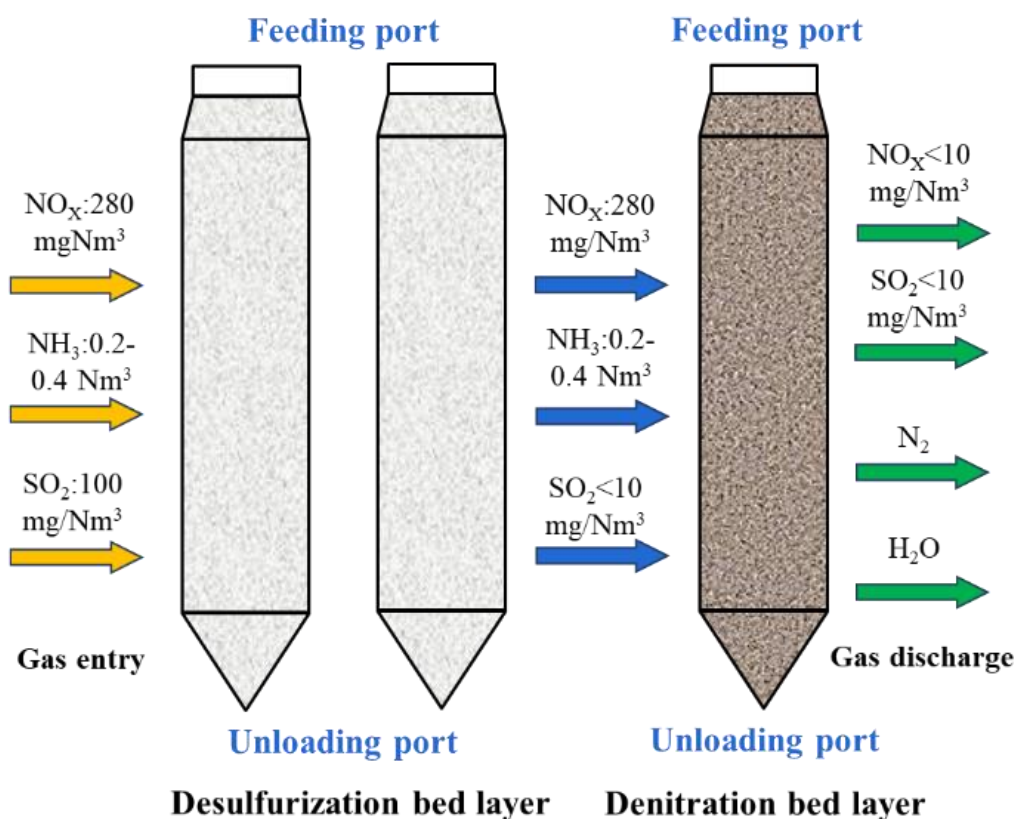 Feeding port
Feeding port
NOX:280
mgNm3
NH3:0.2-
0.4 Nm3
SO2:100
mg/Nm3
Gas entry
NOX:280
mg/Nm3
NH3:0.2-
0.4 Nm3
SO2<10
mg/Nm3
NOX<10
mg/Nm3
SO2<10
mg/Nm3
N2
H2O
Gas discharge
Unloading port
Unloading port
Desulfurization bed layer
Denitration bed layer